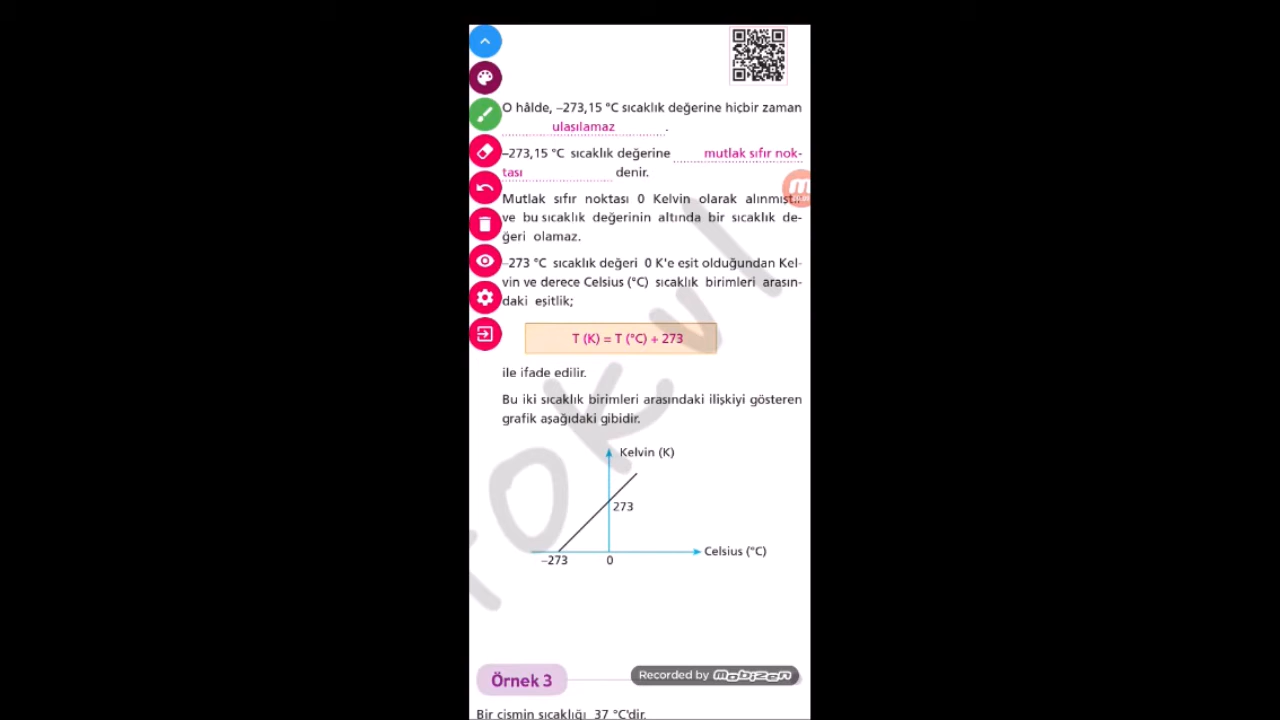 O hâlde, –273,15 °C sıcaklık değerine hiçbir zaman
ulaşılamaz.
–273,15 °C sıcaklık değerine mutlak sıfır nok-
tası denir.
Mutlak sıfır noktası 0 Kelvin olarak alınmıştır
ve bu sıcaklık değerinin altında bir sıcaklık de-
ğeri olamaz.
–273 °C sıcaklık değeri 0 K'e eşit olduğundan Kel-
vin ve derece Celsius (°C) sıcaklık birimleri arasın-
daki eşitlik;
T (K) = T (°C) + 273
ile ifade edilir.
Bu iki sıcaklık birimleri arasındaki ilişkiyi gösteren
grafik aşağıdaki gibidir.
Kelvin (K)
273
Celsius (°C)
–273 0
Örnek 3
Recorded by mobizen
Bir cismin sıcaklığı 37 °C'dir.